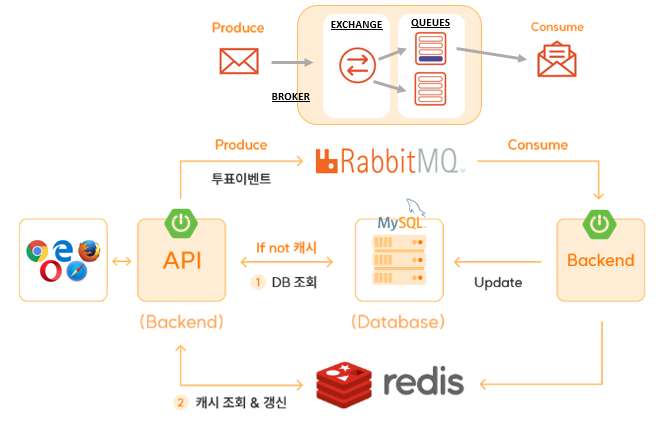 Produce
EXCHANGE
QUEUES
Consume
BROKER
Produce
RabbitMQ
Consume
투표이벤트
MySQL
API
If not 캐시
Backend
1 DB 조회
Update
(Backend)
(Database)
redis
2 캐시 조회 & 갱신